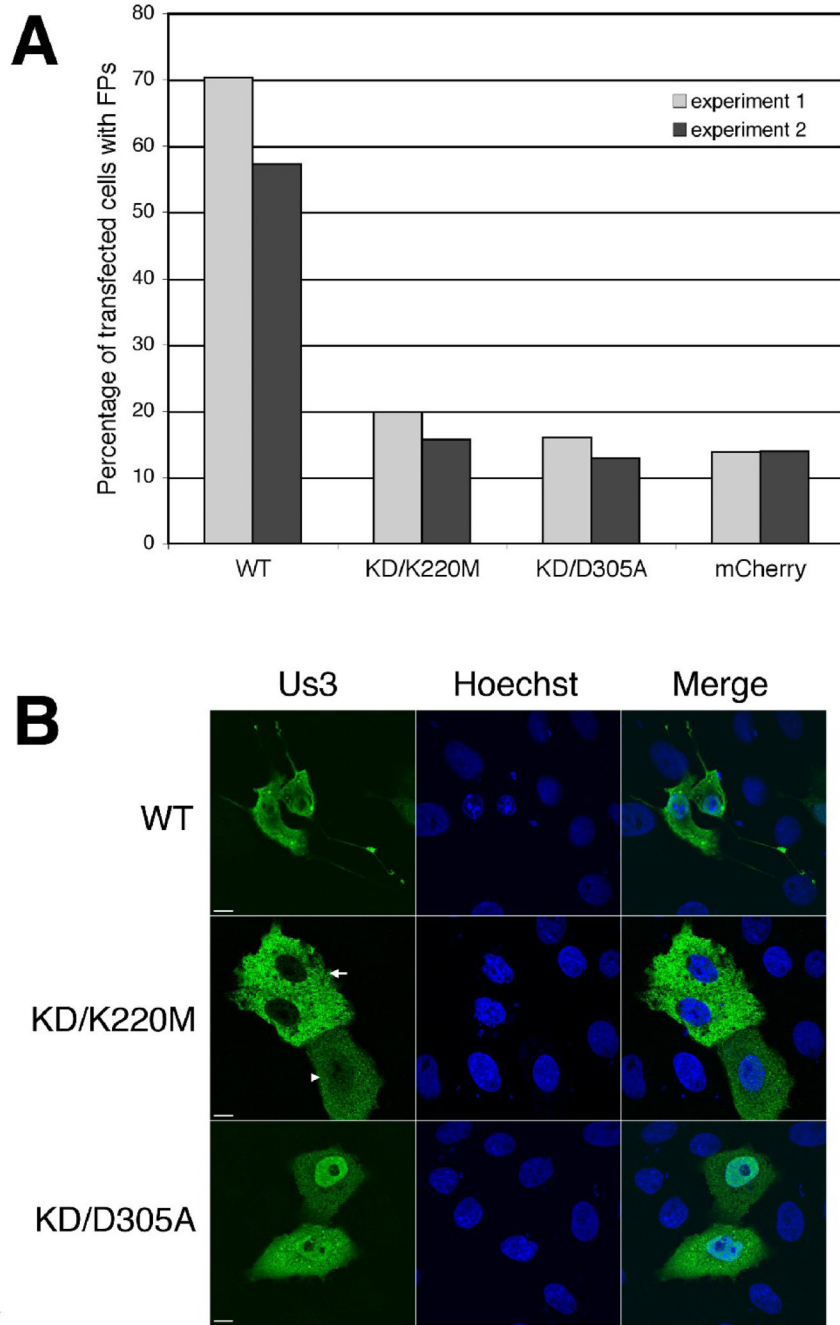 A
Percentage of transfected cells with FPs
80
70
60
50
40
30
20
10
0
experiment 1
experiment 2
WT
KD/K220M
KD/D305A
mCherry
B
Us3
Hoechst
Merge
WT
KD/K220M
KD/D305A